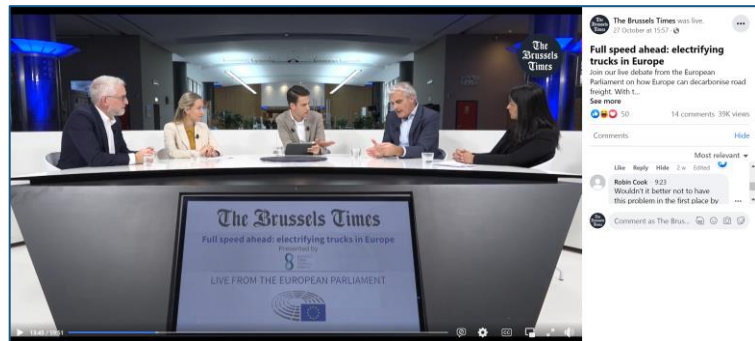 The
Brussels
Times
The Brussels Times
Full speed ahead: electrifying trucks in Europe
Presented by
8
LIVE FROM THE EUROPEAN PARLIAMENT
The Brussels Times was live.
27 October at 15:57
Full speed ahead: electrifying
trucks in Europe
Join our live debate from the European
Parliament on how Europe can decarbonise road
freight. With t...
See more
50
14 comments 39K views
Comments
Hide
Most relevant
Like Reply Hide 2 w Edited
Robin Cook 9:23
Wouldn't it better not to have
this problem in the first place by
Comment as The Brus...